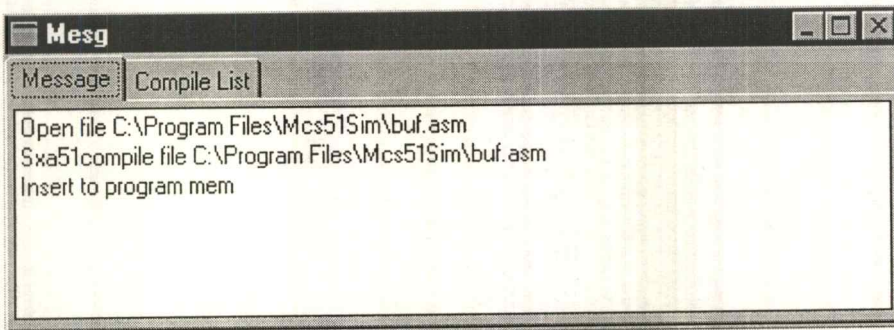 Mesg
Message Compile List
Open file C:\Program Files\Mcs51Sim\buf.asm
Sxa51compile file C:\Program Files\Mcs51Sim\buf.asm
Insert to program mem